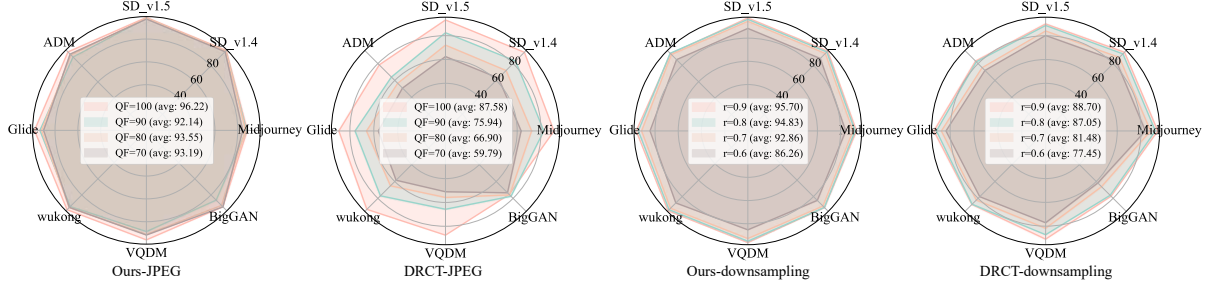 SD_v1.5
ADM
SD_v1.4
80
60
40
QF=100 (avg: 96.22)
QF=90 (avg: 92.14)
QF=80 (avg: 93.55)
QF=70 (avg: 93.19)
Glide
Midjourney
wukong
BigGAN
VQDM
Ours-JPEG
SD_v1.5
ADM
SD_v1.4
80
60
40
QF=100 (avg: 87.58)
QF=90 (avg: 75.94)
QF=80 (avg: 66.90)
QF=70 (avg: 59.79)
Glide
Midjourney
wukong
BigGAN
VQDM
DRCT-JPEG
SD_v1.5
ADM
SD_v1.4
80
60
40
r=0.9 (avg: 95.70)
r=0.8 (avg: 94.83)
r=0.7 (avg: 92.86)
r=0.6 (avg: 86.26)
Glide
Midjourney
wukong
BigGAN
VQDM
Ours-downsampling
SD_v1.5
ADM
SD_v1.4
80
60
40
r=0.9 (avg: 88.70)
r=0.8 (avg: 87.05)
r=0.7 (avg: 81.48)
r=0.6 (avg: 77.45)
Glide
Midjourney
wukong
BigGAN
VQDM
DRCT-downsampling